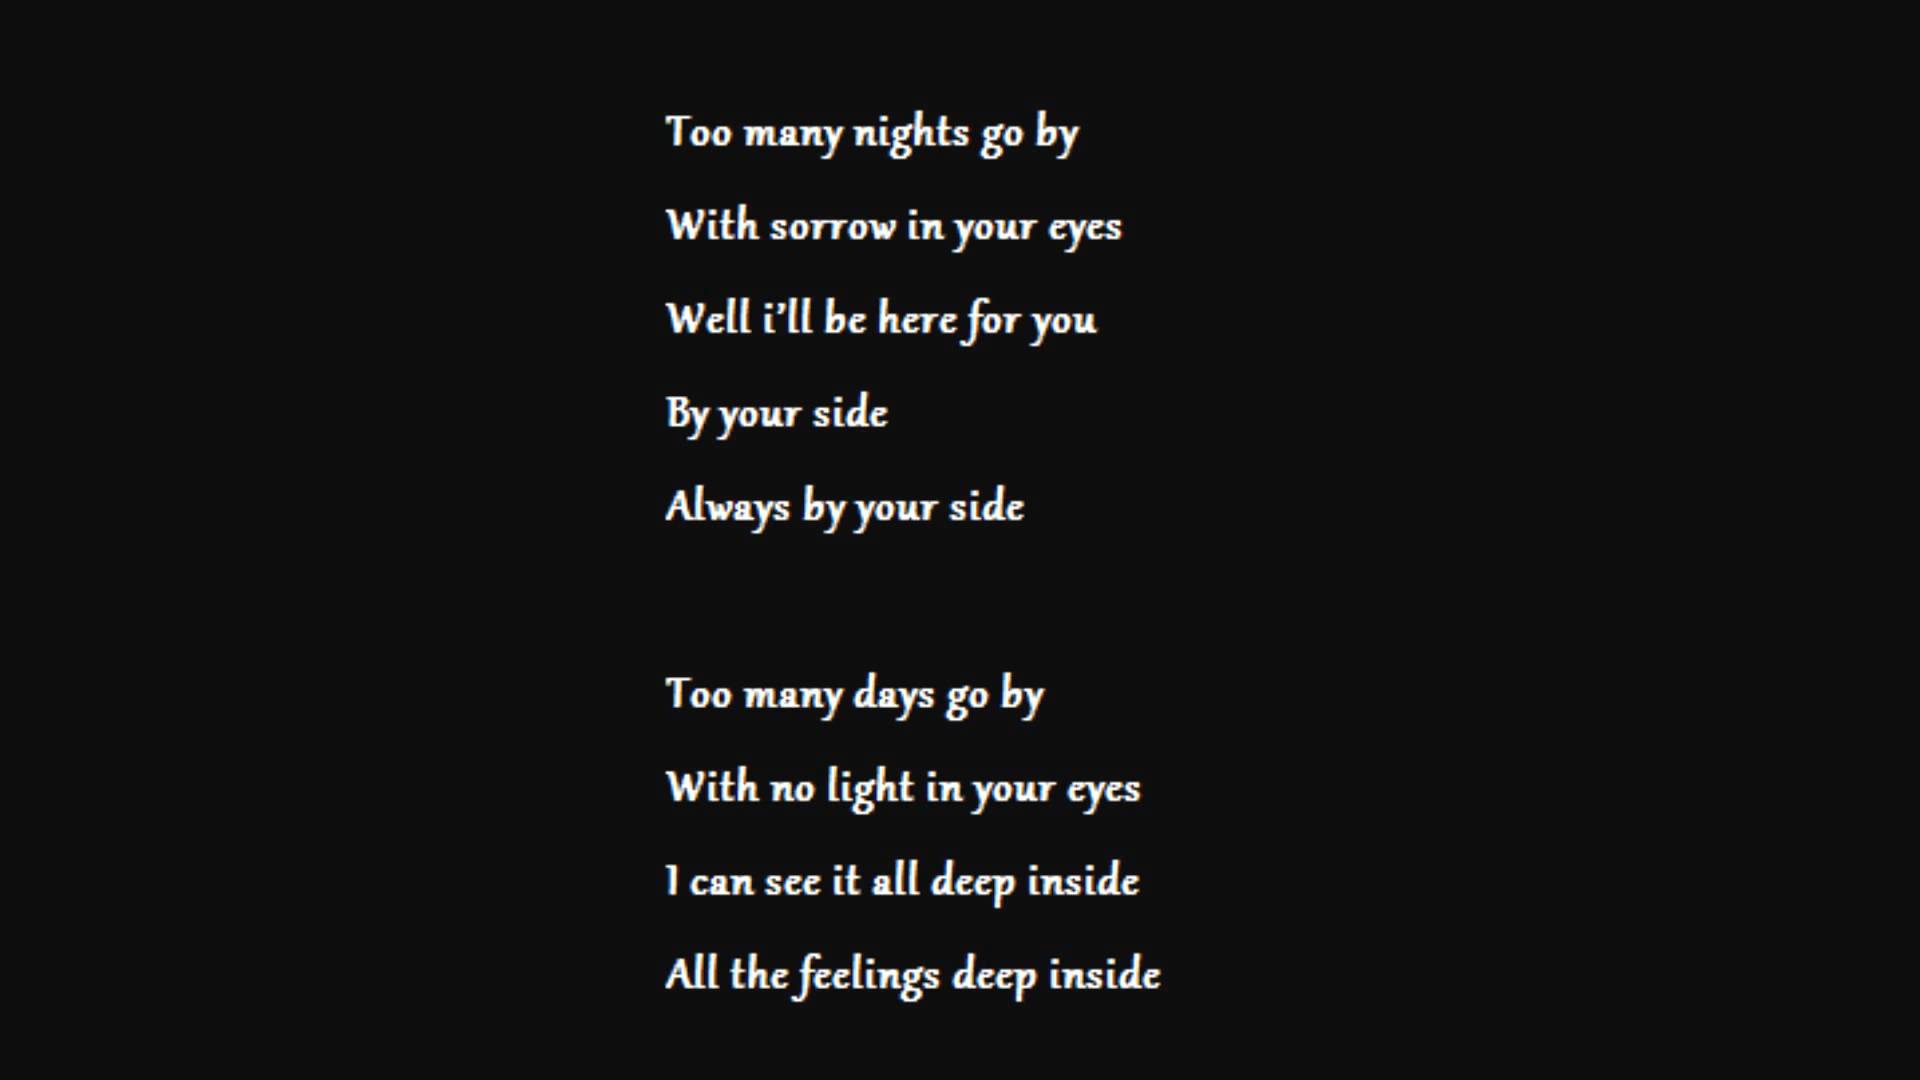 Too many nights go by
With sorrow in your eyes
Well i'll be here for you
By your side
Always by your side
Too many days go by
With no light in your eyes
I can see it all deep inside
All the feelings deep inside